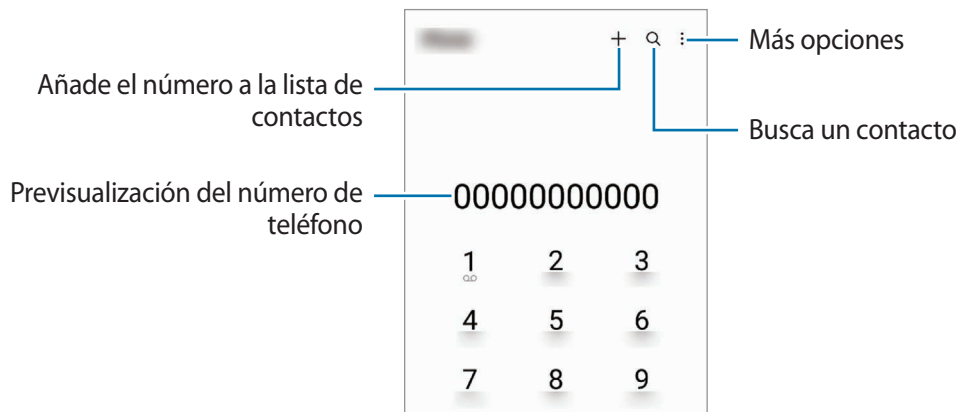 +
Más opciones
Añade el número a la lista de
contactos
Busca un contacto
Previsualización del número de
teléfono
00000000000
1 2 3
4 5 6
7 8 9